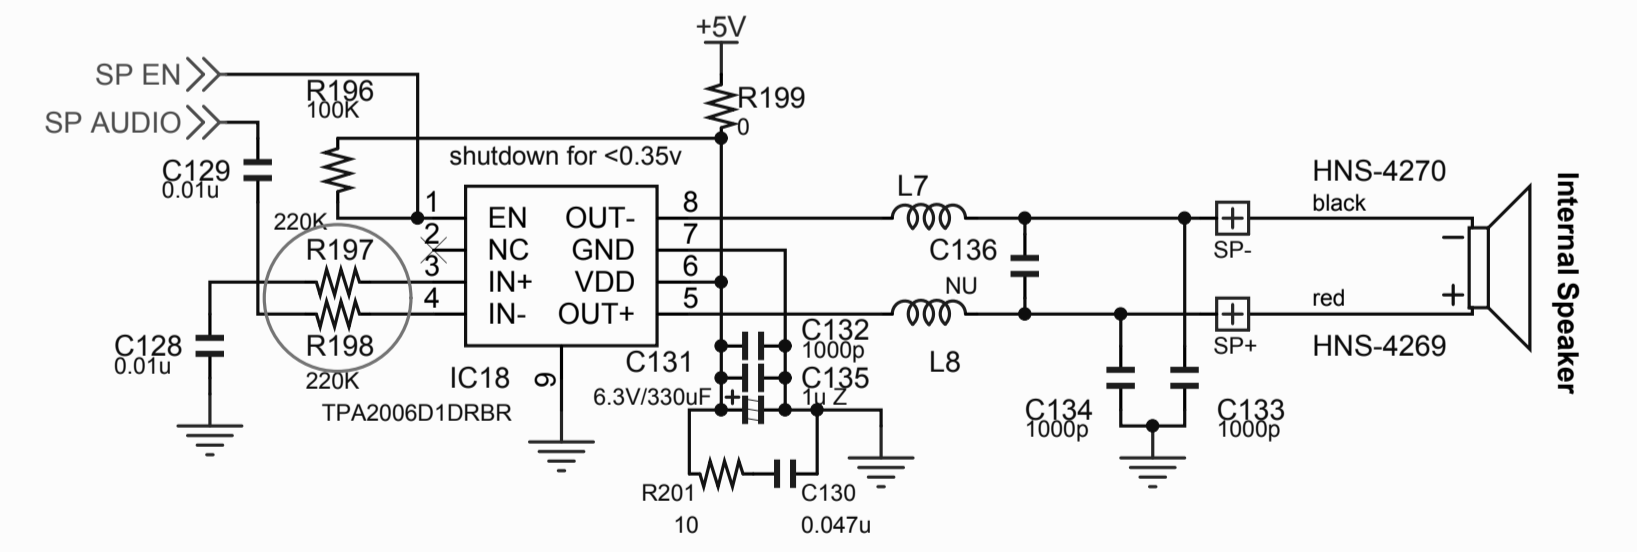 +5V
SP EN
R196
100K
R199
0
SP AUDIO
shutdown for <0.35v
C129
0.01u
HNS-4270
black
L7
1
EN
OUT-
8
220K
2
NC
GND
7
C136
SP-
R197
3
IN+
VDD
6
NU
4
IN-
OUT+
5
red
R198
C128
0.01u
C132
1000p
SP+
HNS-4269
L8
220K
IC18
9
C131
6.3V/330uF
+
C135
1u Z
TPA2006D1DRBR
C134
1000p
C133
1000p
R201
10
C130
0.047u
Internal Speaker